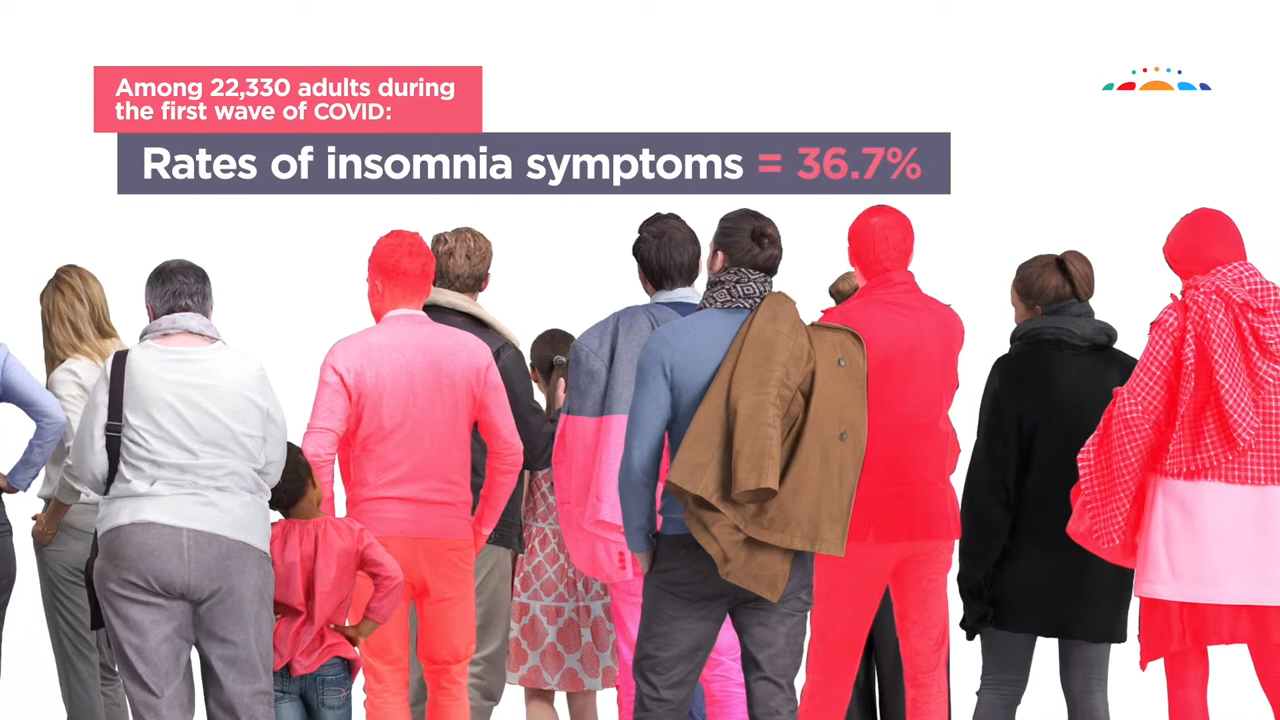 Among 22,330 adults during
the first wave of COVID:
Rates of insomnia symptoms = 36.7%